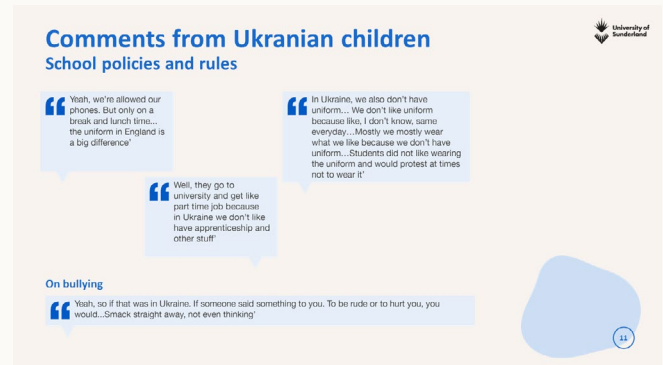 Comments from Ukranian children
School policies and rules
University of
Sunderland
Yeah, we're allowed our
phones. But only on a
break and lunch time...
the uniform in England is
a big difference'
In Ukraine, we also don't have
uniform... We don't like uniform
because like, I don't know, same
everyday...Mostly we mostly wear
what we like because we don't have
uniform...Students did not like wearing
the uniform and would protest at times
not to wear it'
Well, they go to
university and get like
part time job because
in Ukraine we don't like
have apprenticeship and
other stuff'
On bullying
Yeah, so if that was in Ukraine. If someone said something to you. To be rude or to hurt you, you
would...Smack straight away, not even thinking'
11